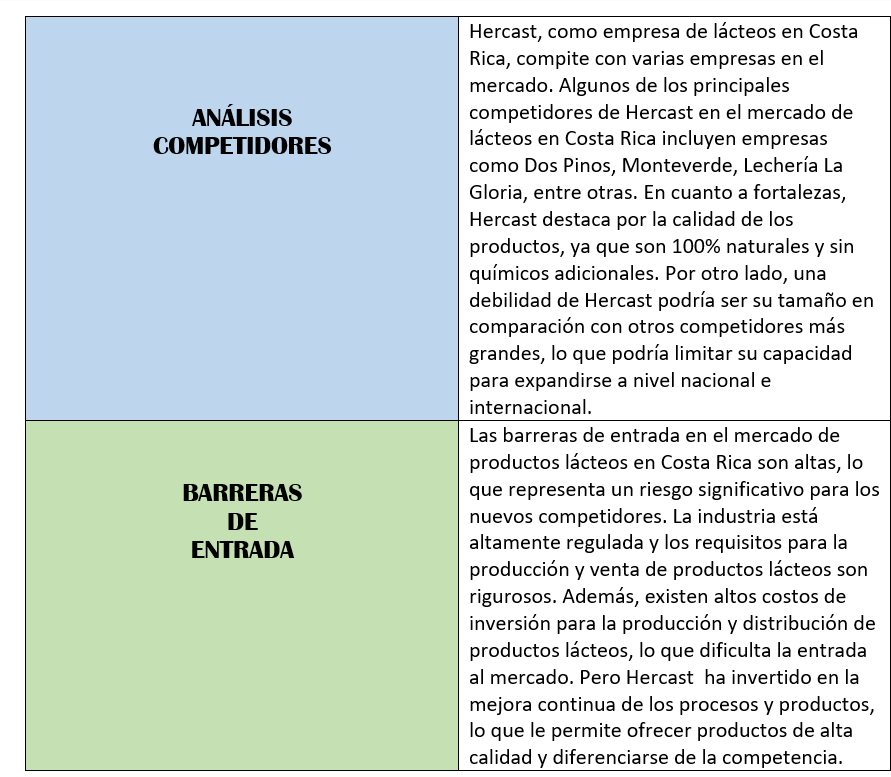 ANÁLISIS
COMPETIDORES
Hercast, como empresa de lácteos en Costa
Rica, compite con varias empresas en el
mercado. Algunos de los principales
competidores de Hercast en el mercado de
lácteos en Costa Rica incluyen empresas
como Dos Pinos, Monteverde, Lechería La
Gloria, entre otras. En cuanto a fortalezas,
Hercast destaca por la calidad de los
productos, ya que son 100% naturales y sin
químicos adicionales. Por otro lado, una
debilidad de Hercast podría ser su tamaño en
comparación con otros competidores más
grandes, lo que podría limitar su capacidad
para expandirse a nivel nacional e
internacional.
BARRERAS
DE
ENTRADA
Las barreras de entrada en el mercado de
productos lácteos en Costa Rica son altas, lo
que representa un riesgo significativo para los
nuevos competidores. La industria está
altamente regulada y los requisitos para la
producción y venta de productos lácteos son
rigurosos. Además, existen altos costos de
inversión para la producción y distribución de
productos lácteos, lo que dificulta la entrada
al mercado. Pero Hercast  ha invertido en la
mejora continua de los procesos y productos,
lo que le permite ofrecer productos de alta
calidad y diferenciarse de la competencia.